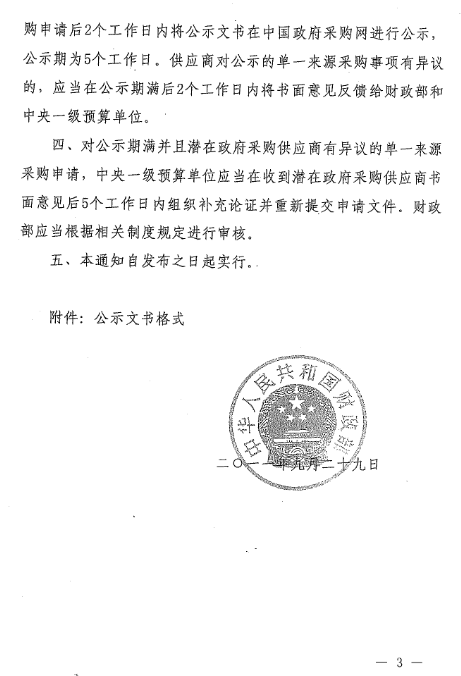 购申请后2个工作日内将公示文书在中国政府采购网进行公示，
公示期为5个工作日。供应商对公示的单一来源采购事项有异议
的，应当在公示期满后2个工作日内将书面意见反馈给财政部和
中央一级预算单位。
四、对公示期满并且潜在政府采购供应商有异议的单一来源
采购申请，中央一级预算单位应当在收到潜在政府采购供应商书
面意见后5个工作日内组织补充论证并重新提交申请文件。财政
部应当根据相关制度规定进行审核。
五、本通知自发布之日起实行。
附件：公示文书格式
中华人民共和国财政部
二〇一一年九月二十九日
— 3 —